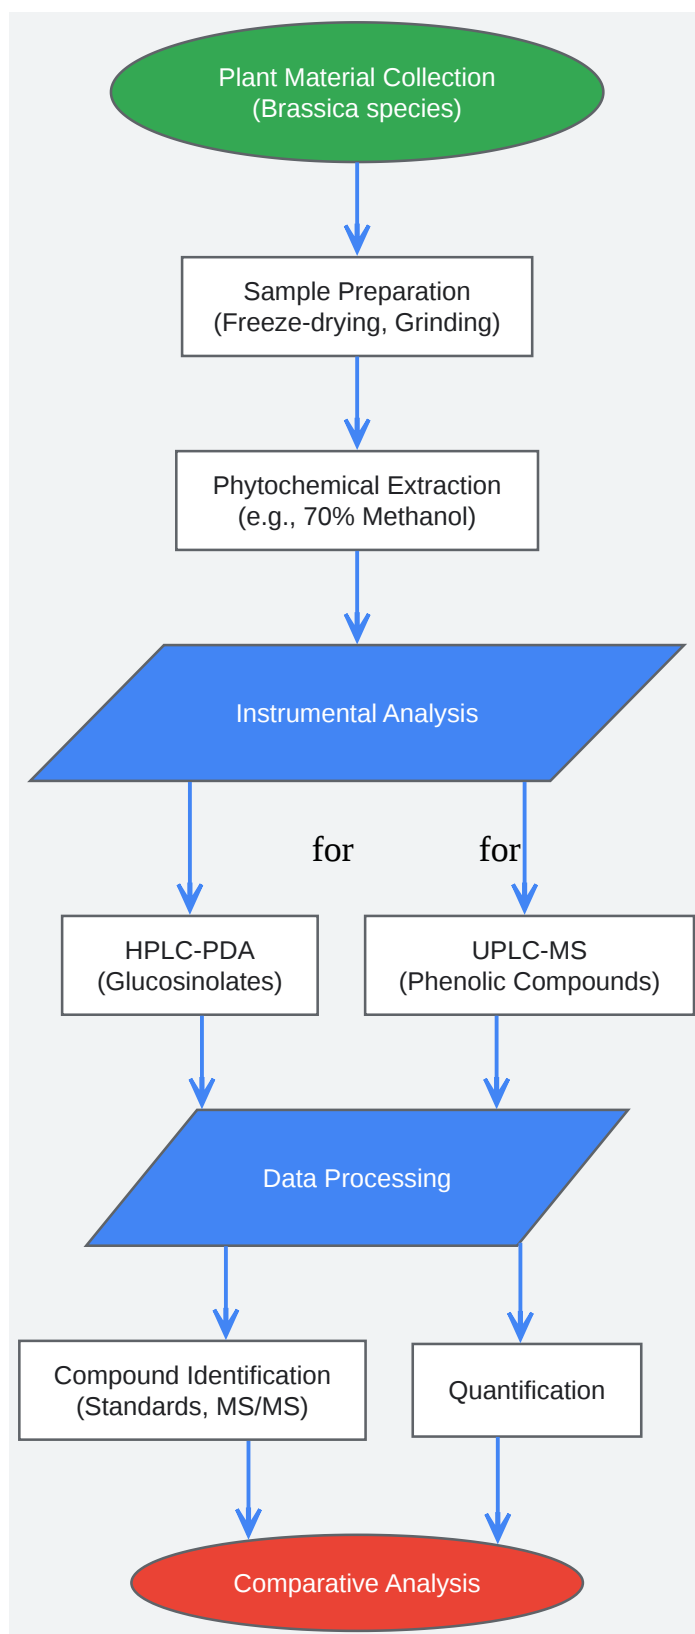 Plant Material Collection
(Brassica species)
Sample Preparation
(Freeze-drying, Grinding)
Phytochemical Extraction
(e.g., 70% Methanol)
Instrumental Analysis
for
for
HPLC-PDA
(Glucosinolates)
UPLC-MS
(Phenolic Compounds)
Data Processing
Compound Identification
(Standards, MS/MS)
Quantification
Comparative Analysis